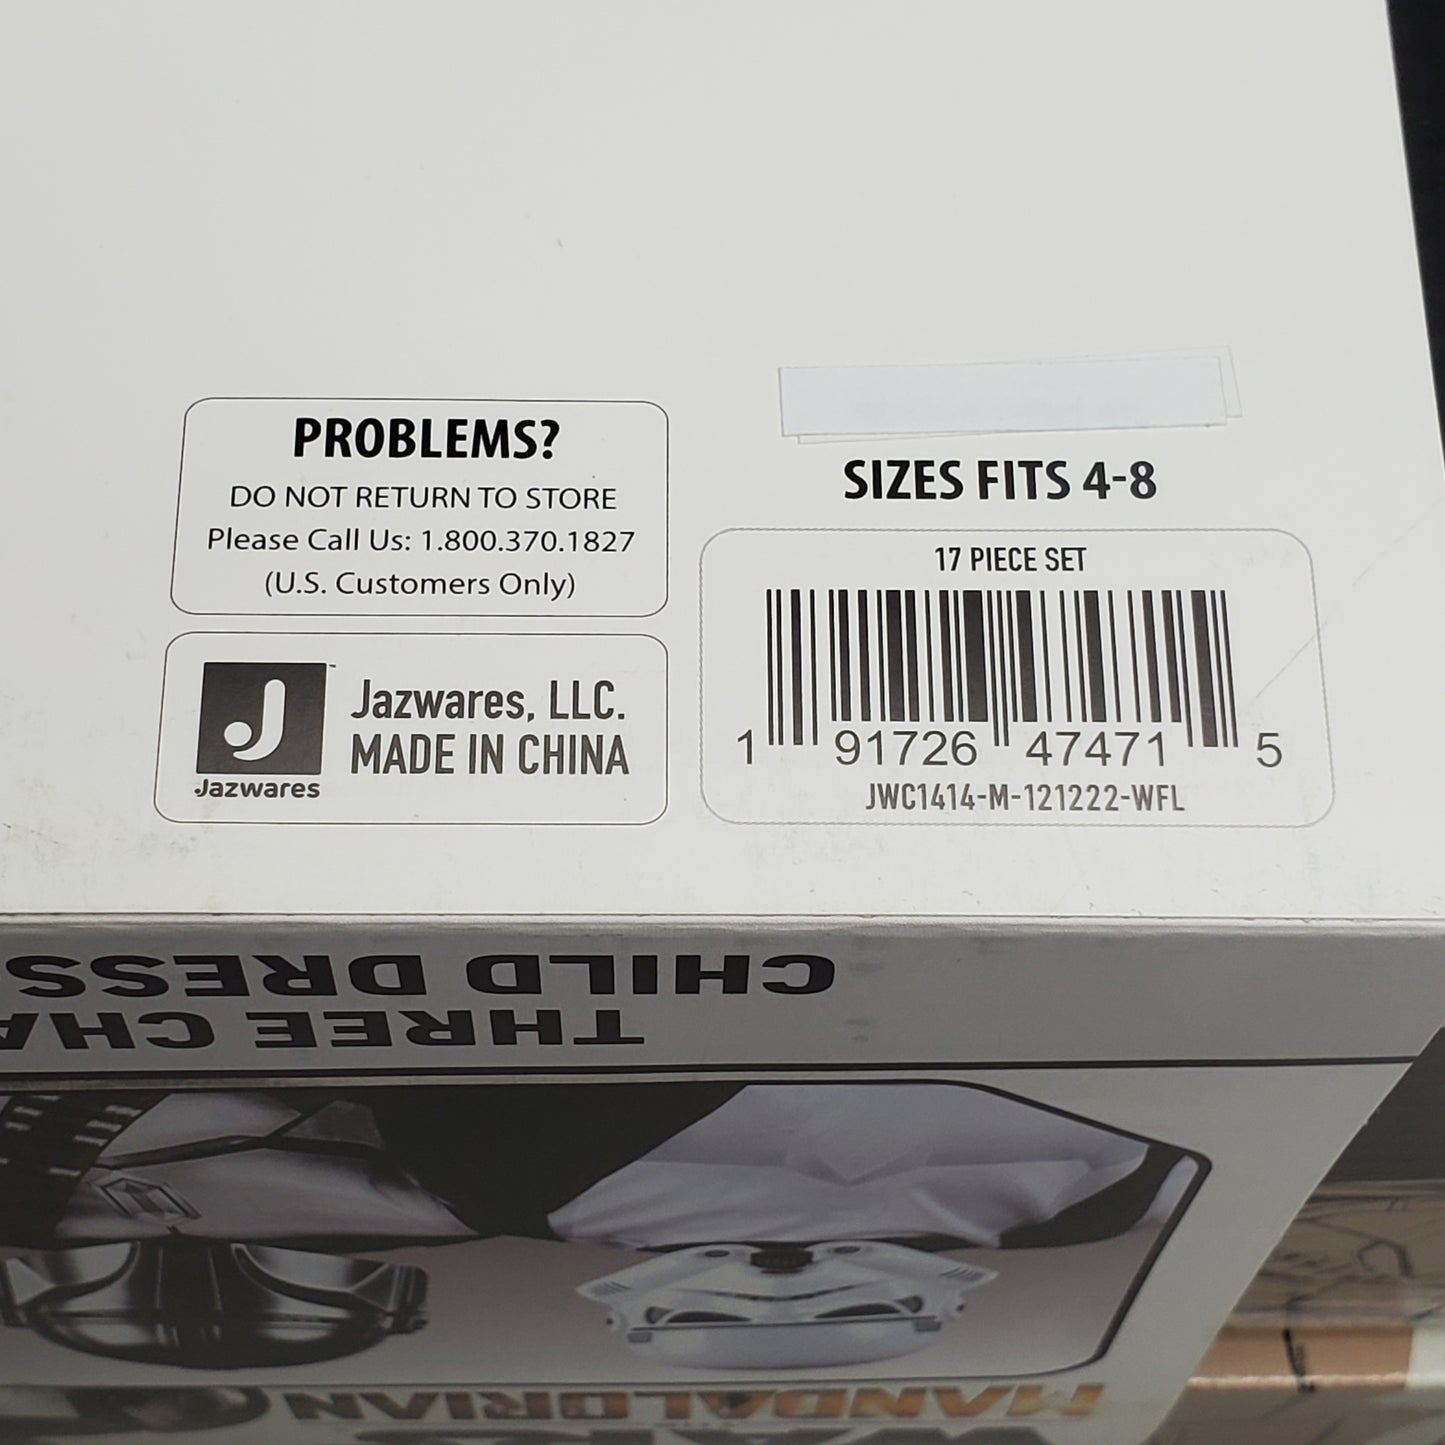 PROBLEMS?
DO NOT RETURN TO STORE
Please Call Us: 1.800.370.1827
(U.S. Customers Only)
Jazwares
Jazwares, LLC.
MADE IN CHINA
SIZES FITS 4-8
17 PIECE SET
1 91726 47471 5
JWC1414-M-121222-WFL
THREE
CHILD
MANDALORIAN